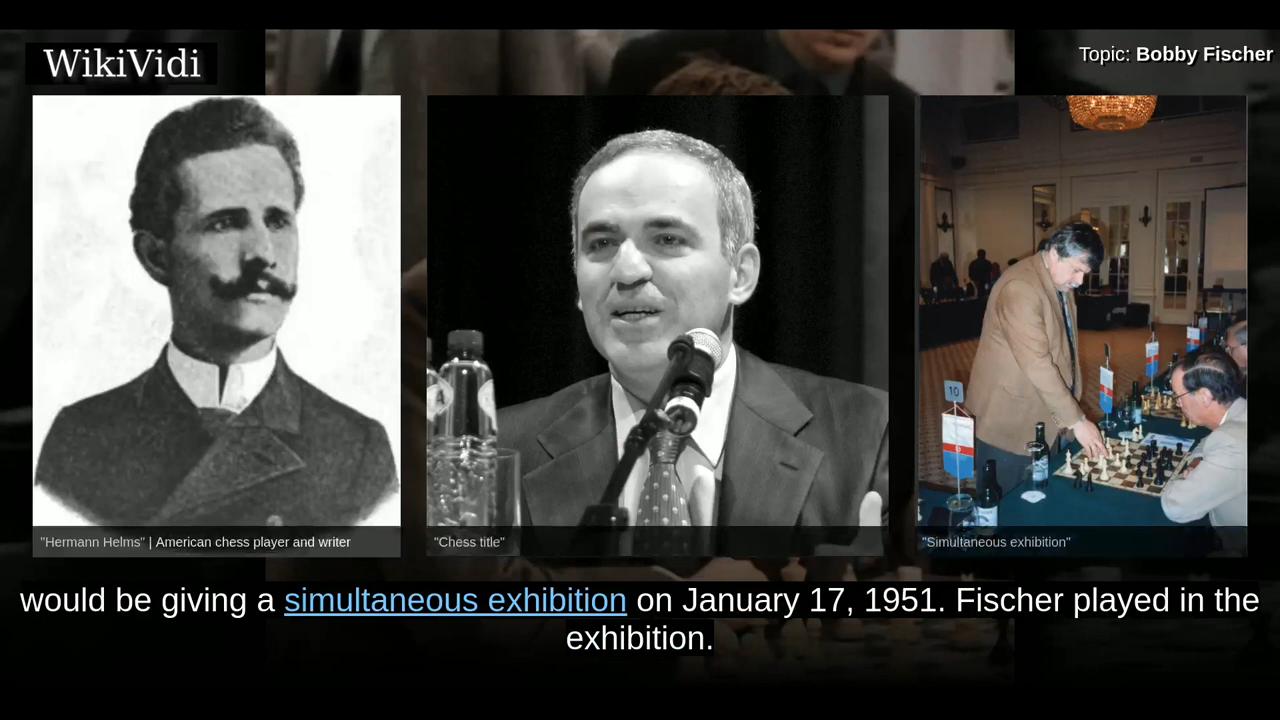 WikiVidi
Topic: Bobby Fischer
"Hermann Helms" | American chess player and writer
"Chess title"
10
"Simultaneous exhibition"
would be giving a simultaneous exhibition on January 17, 1951. Fischer played in the
exhibition.